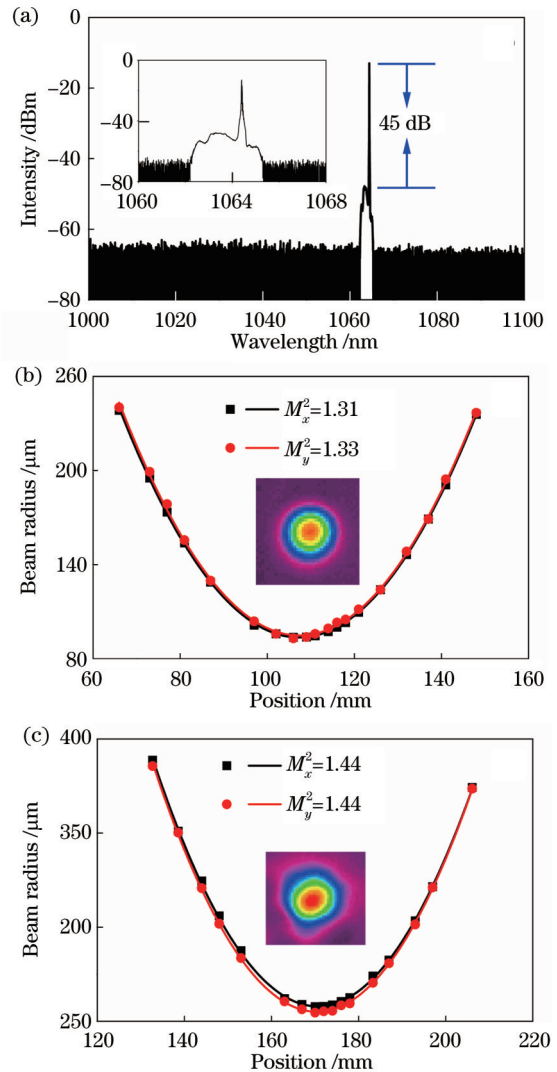 (a)
0
−20
−40
−60
−80
Intensity /dBm
0
−40
−80
1060
1064
1068
45 dB
1000
1020
1040
1060
1080
1100
Wavelength /nm
(b)
260
200
140
80
Beam radius /μm
M²x=1.31
M²y=1.33
60
80
100
120
140
160
Position /mm
(c)
400
350
200
250
Beam radius /μm
M²x=1.44
M²y=1.44
120
140
160
180
200
220
Position /mm